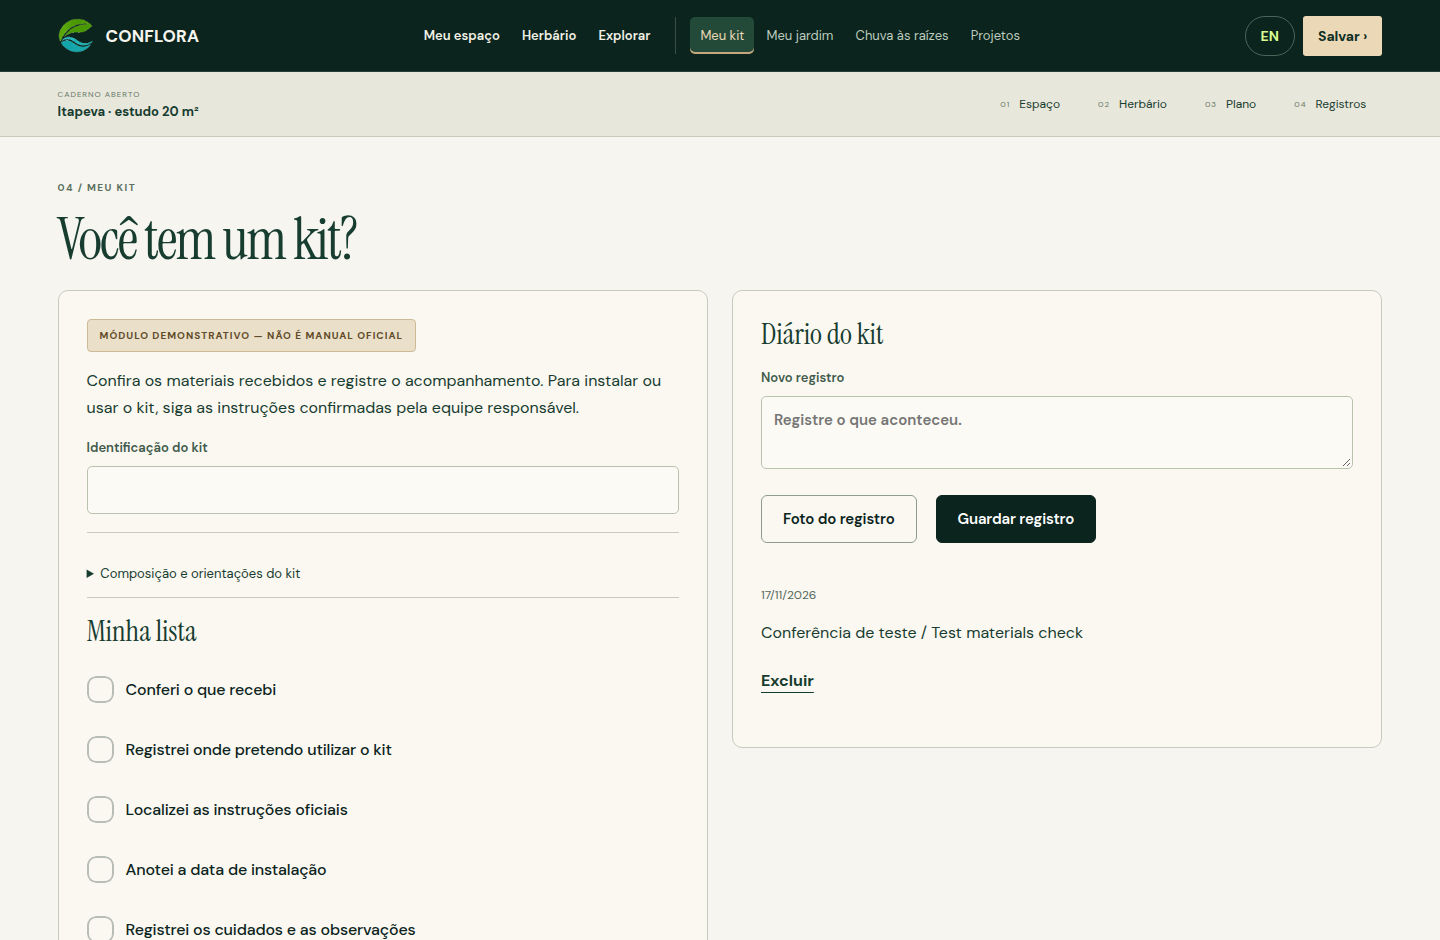 CONFLORA
Meu espaço
Herbário
Explorar
Meu kit
Meu jardim
Chuva às raízes
Projetos
EN
Salvar ›
CADERNO ABERTO
Itapeva · estudo 20 m²
01 Espaço
02 Herbário
03 Plano
04 Registros
04 / MEU KIT
Você tem um kit?
MÓDULO DEMONSTRATIVO — NÃO É MANUAL OFICIAL
Confira os materiais recebidos e registre o acompanhamento. Para instalar ou
usar o kit, siga as instruções confirmadas pela equipe responsável.
Identificação do kit
Composição e orientações do kit
Minha lista
Conferi o que recebi
Registrei onde pretendo utilizar o kit
Localizei as instruções oficiais
Anotei a data de instalação
Registrei os cuidados e as observações
Diário do kit
Novo registro
Registre o que aconteceu.
Foto do registro
Guardar registro
17/11/2026
Conferência de teste / Test materials check
Excluir